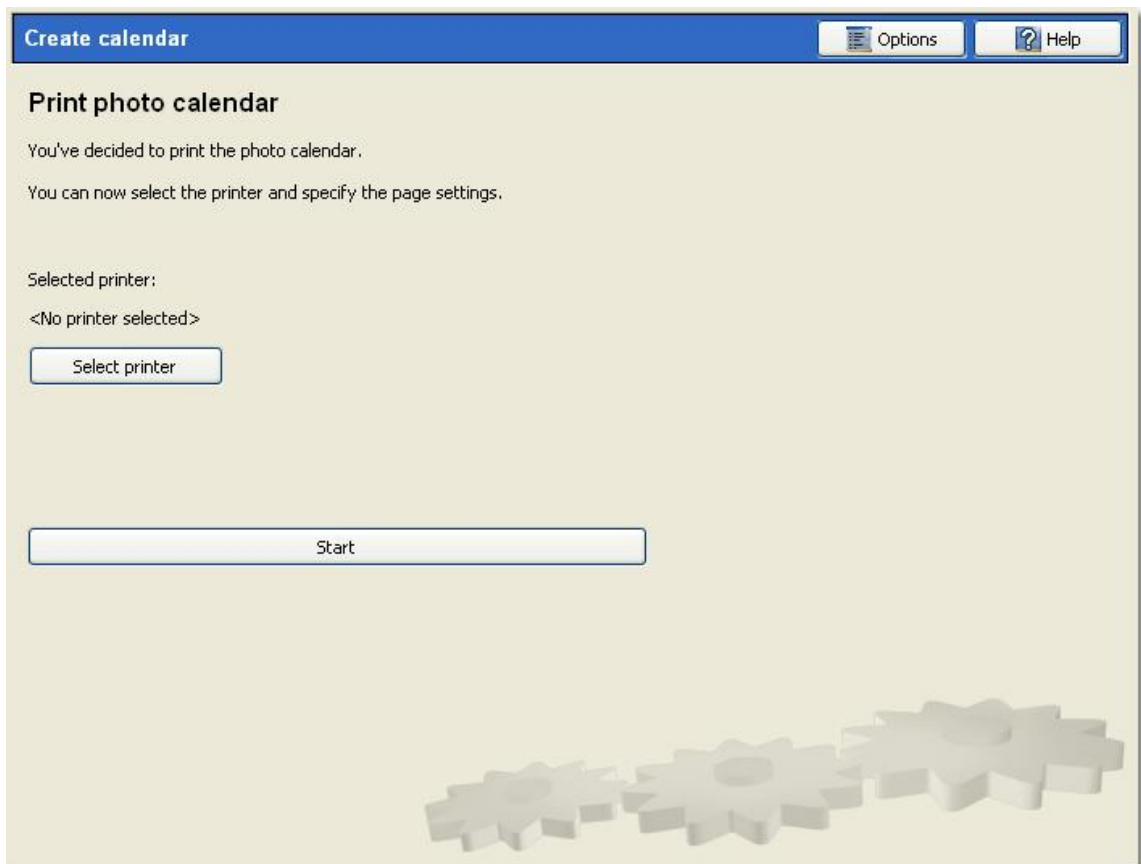 Create calendar
Options
Help
Print photo calendar
You've decided to print the photo calendar.
You can now select the printer and specify the page settings.
Selected printer:
<No printer selected>
Select printer
Start